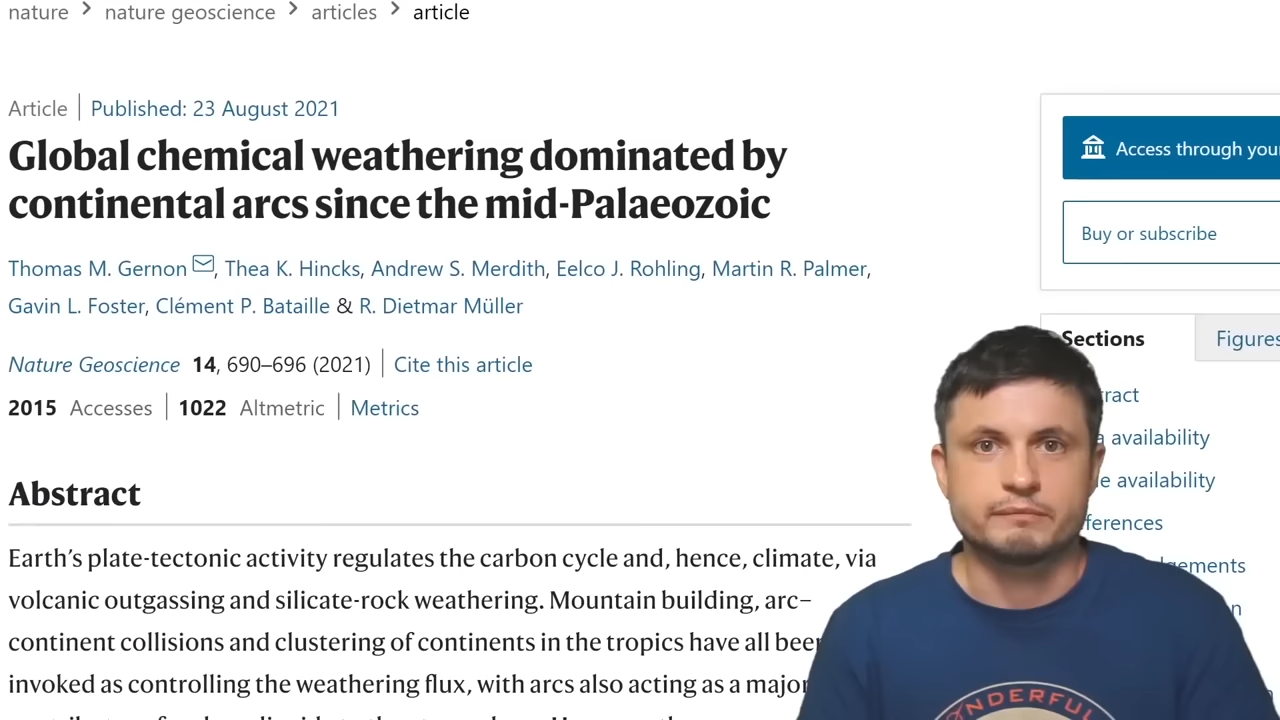 nature > nature geoscience > articles > article
Article | Published: 23 August 2021
Global chemical weathering dominated by
continental arcs since the mid-Palaeozoic
Thomas M. Gernon, Thea K. Hincks, Andrew S. Merdith, Eelco J. Rohling, Martin R. Palmer,
Gavin L. Foster, Clément P. Bataille & R. Dietmar Müller
Nature Geoscience 14, 690–696 (2021) | Cite this article
2015 Accesses | 1022 Altmetric | Metrics
Abstract
Earth’s plate-tectonic activity regulates the carbon cycle and, hence, climate, via
volcanic outgassing and silicate-rock weathering. Mountain building, arc–
continent collisions and clustering of continents in the tropics have all
invoked as controlling the weathering flux, with arcs also acting as a major
Access through
Buy or subscribe
Sections
Figures
availability
availability